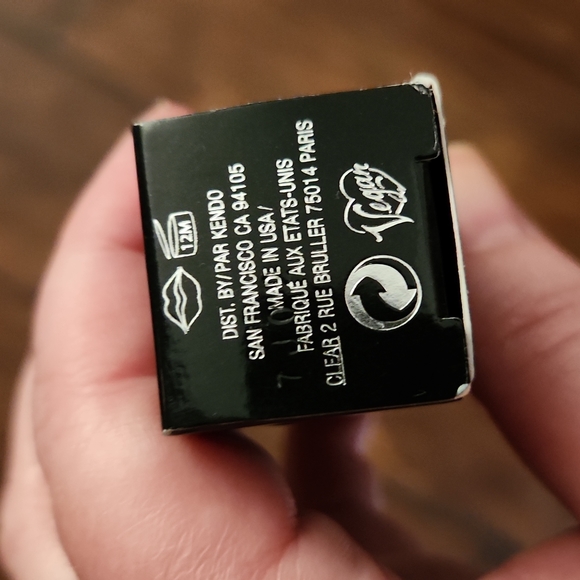 12M
DIST. BY/PAR KENDO
SAN FRANCISCO CA 94105
MADE IN USA/
FABRIQUÉ AUX ETATS-UNIS
CLEAR 2 RUE BRULLER 75014 PARIS
Vegan